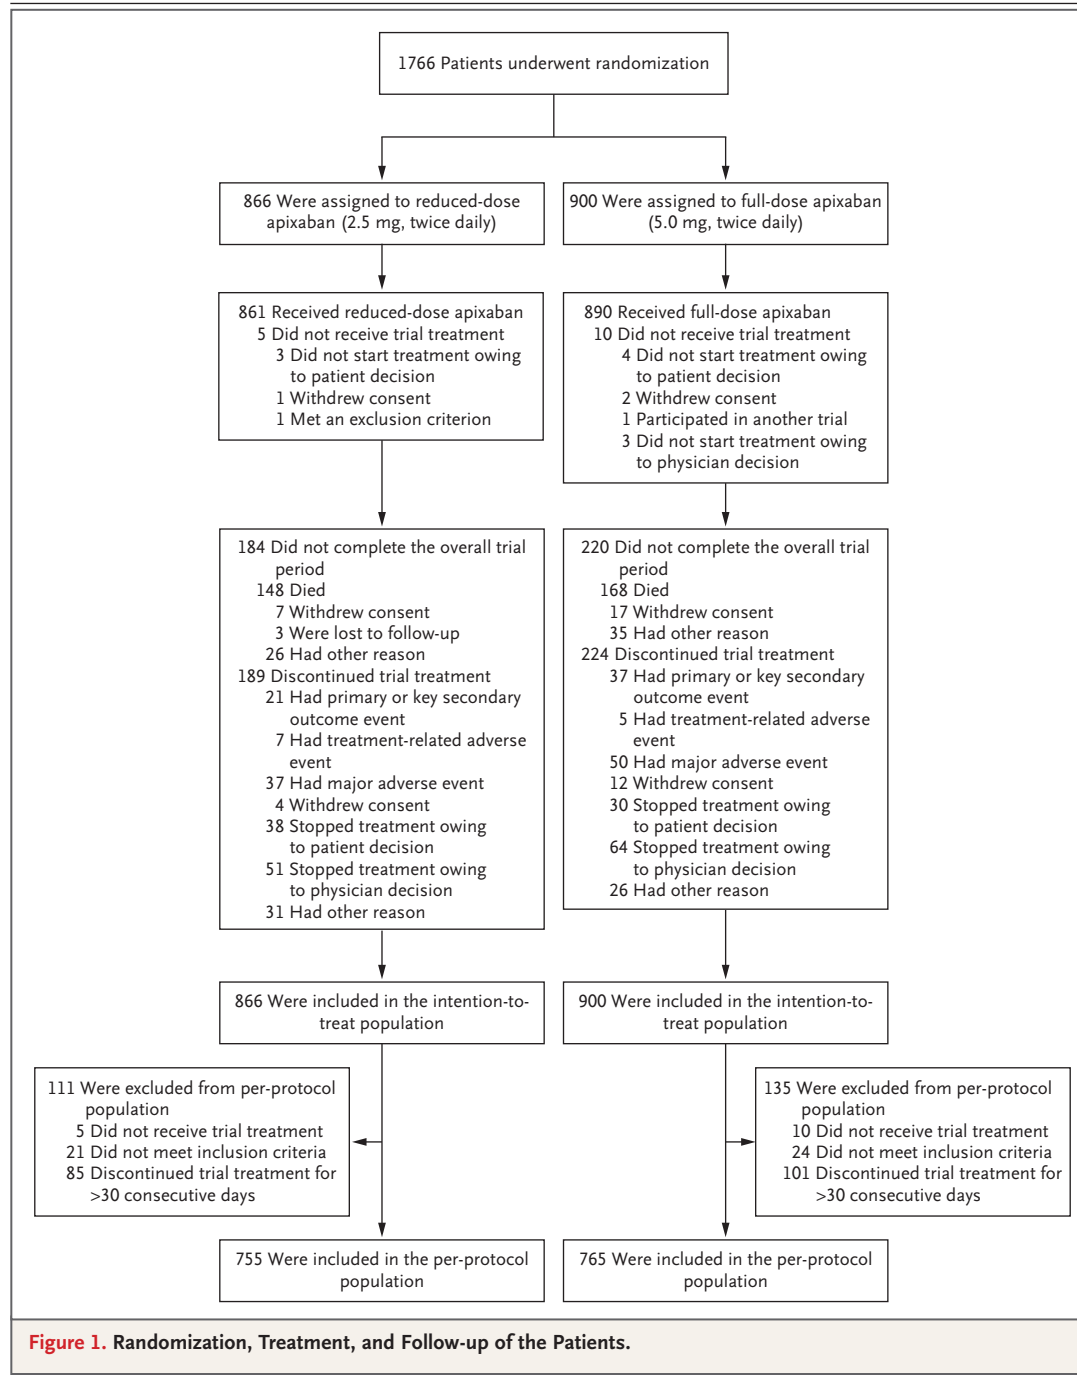 1766 Patients underwent randomization
866 Were assigned to reduced-dose
apixaban (2.5 mg, twice daily)
900 Were assigned to full-dose apixaban
(5.0 mg, twice daily)
861 Received reduced-dose apixaban
5 Did not receive trial treatment
3 Did not start treatment owing
to patient decision
1 Withdrew consent
1 Met an exclusion criterion
890 Received full-dose apixaban
10 Did not receive trial treatment
4 Did not start treatment owing
to patient decision
2 Withdrew consent
1 Participated in another trial
3 Did not start treatment owing
to physician decision
184 Did not complete the overall trial
period
148 Died
7 Withdrew consent
3 Were lost to follow-up
26 Had other reason
189 Discontinued trial treatment
21 Had primary or key secondary
outcome event
7 Had treatment-related adverse
event
37 Had major adverse event
4 Withdrew consent
38 Stopped treatment owing
to patient decision
51 Stopped treatment owing
to physician decision
31 Had other reason
220 Did not complete the overall trial
period
168 Died
17 Withdrew consent
35 Had other reason
224 Discontinued trial treatment
37 Had primary or key secondary
outcome event
5 Had treatment-related adverse
event
50 Had major adverse event
12 Withdrew consent
30 Stopped treatment owing
to patient decision
64 Stopped treatment owing
to physician decision
26 Had other reason
866 Were included in the intention-to-
treat population
900 Were included in the intention-to-
treat population
111 Were excluded from per-protocol
population
5 Did not receive trial treatment
21 Did not meet inclusion criteria
85 Discontinued trial treatment for
>30 consecutive days
135 Were excluded from per-protocol
population
10 Did not receive trial treatment
24 Did not meet inclusion criteria
101 Discontinued trial treatment for
>30 consecutive days
755 Were included in the per-protocol
population
765 Were included in the per-protocol
population
Figure 1. Randomization, Treatment, and Follow-up of the Patients.